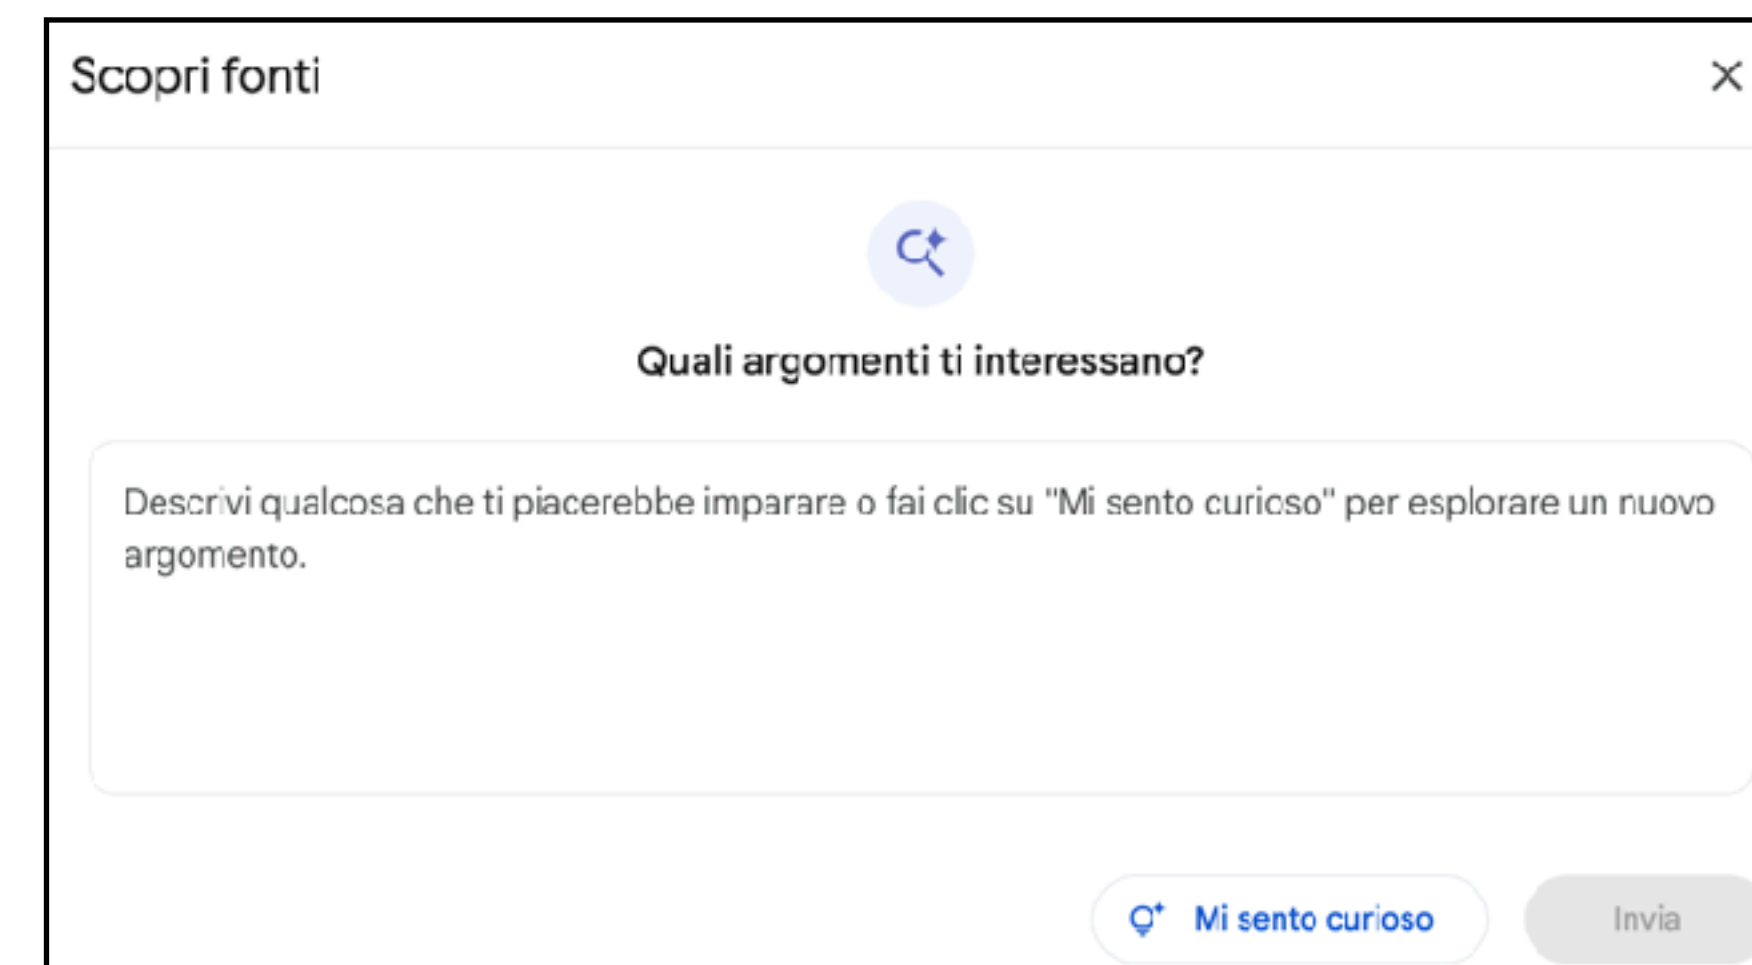 Scopri fonti
Quali argomenti ti interessano?
Descrivi qualcosa che ti piacerebbe imparare o fai clic su "Mi sento curioso" per esplorare un nuovo
argomento.
Mi sento curioso
Invia